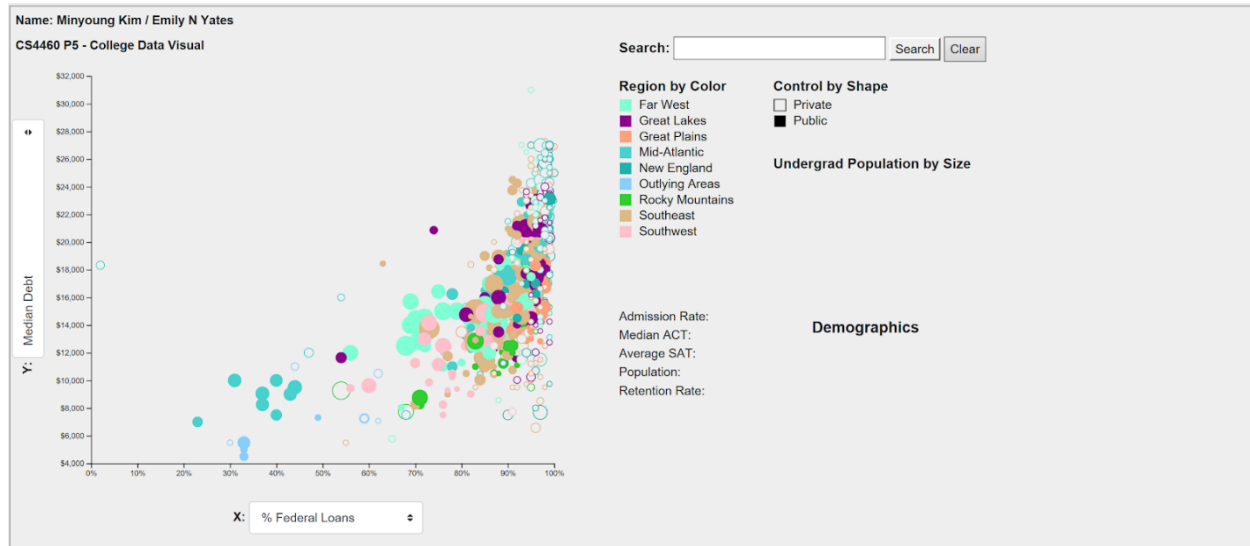 Name: Minyoung Kim / Emily N Yates
CS4460 P5 - College Data Visual
Search:
Search
Clear
Region by Color
Far West
Great Lakes
Great Plains
Mid-Atlantic
New England
Outlying Areas
Rocky Mountains
Southeast
Southwest
Control by Shape
Private
Public
Undergrad Population by Size
Admission Rate:
Median ACT:
Average SAT:
Population:
Retention Rate:
Demographics
Y: Median Debt
$32,000
$30,000
$28,000
$26,000
$24,000
$22,000
$20,000
$18,000
$16,000
$14,000
$12,000
$10,000
$8,000
$6,000
$4,000
0% 10% 20% 30% 40% 50% 60% 70% 80% 90% 100%
X: % Federal Loans